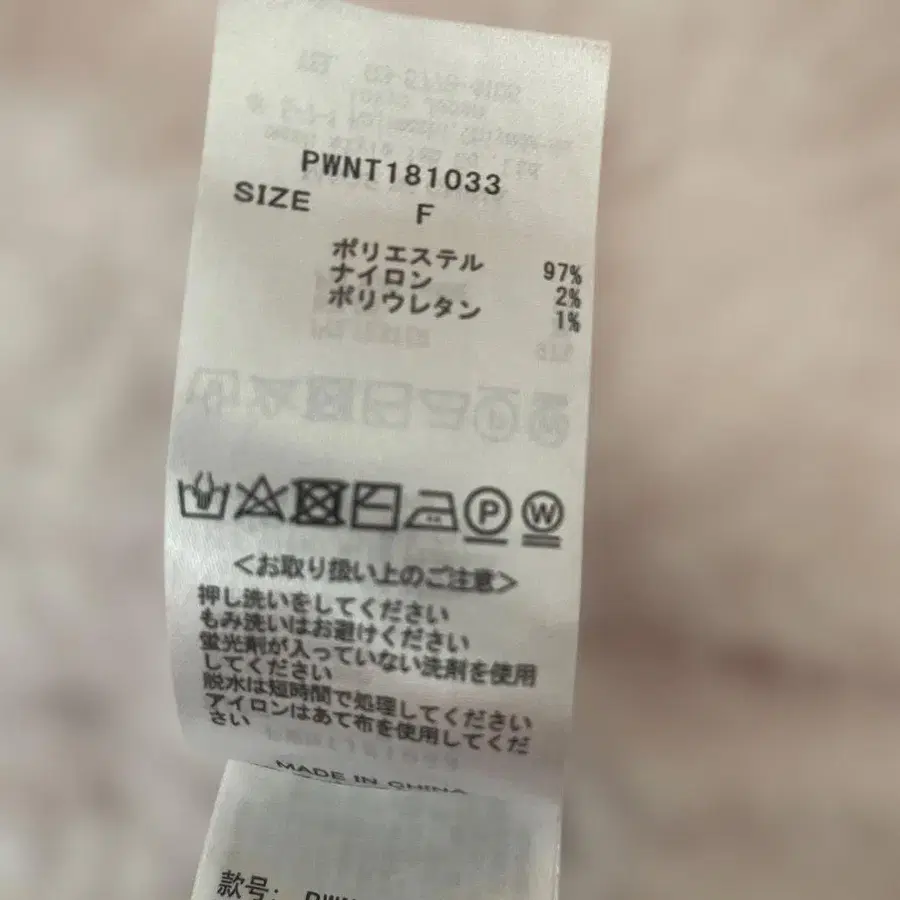 PWNT181033
SIZE F
ポリエステル 97%
ナイロン 2%
ポリウレタン 1%
P W
<お取り扱い上のご注意>
押し洗いをしてください
もみ洗いはお避けください
蛍光剤が入っていない洗剤を使用
してください
脱水は短時間で処理してください
アイロンはあて布を使用してくだ
さい
MADE IN CHINA
款号: